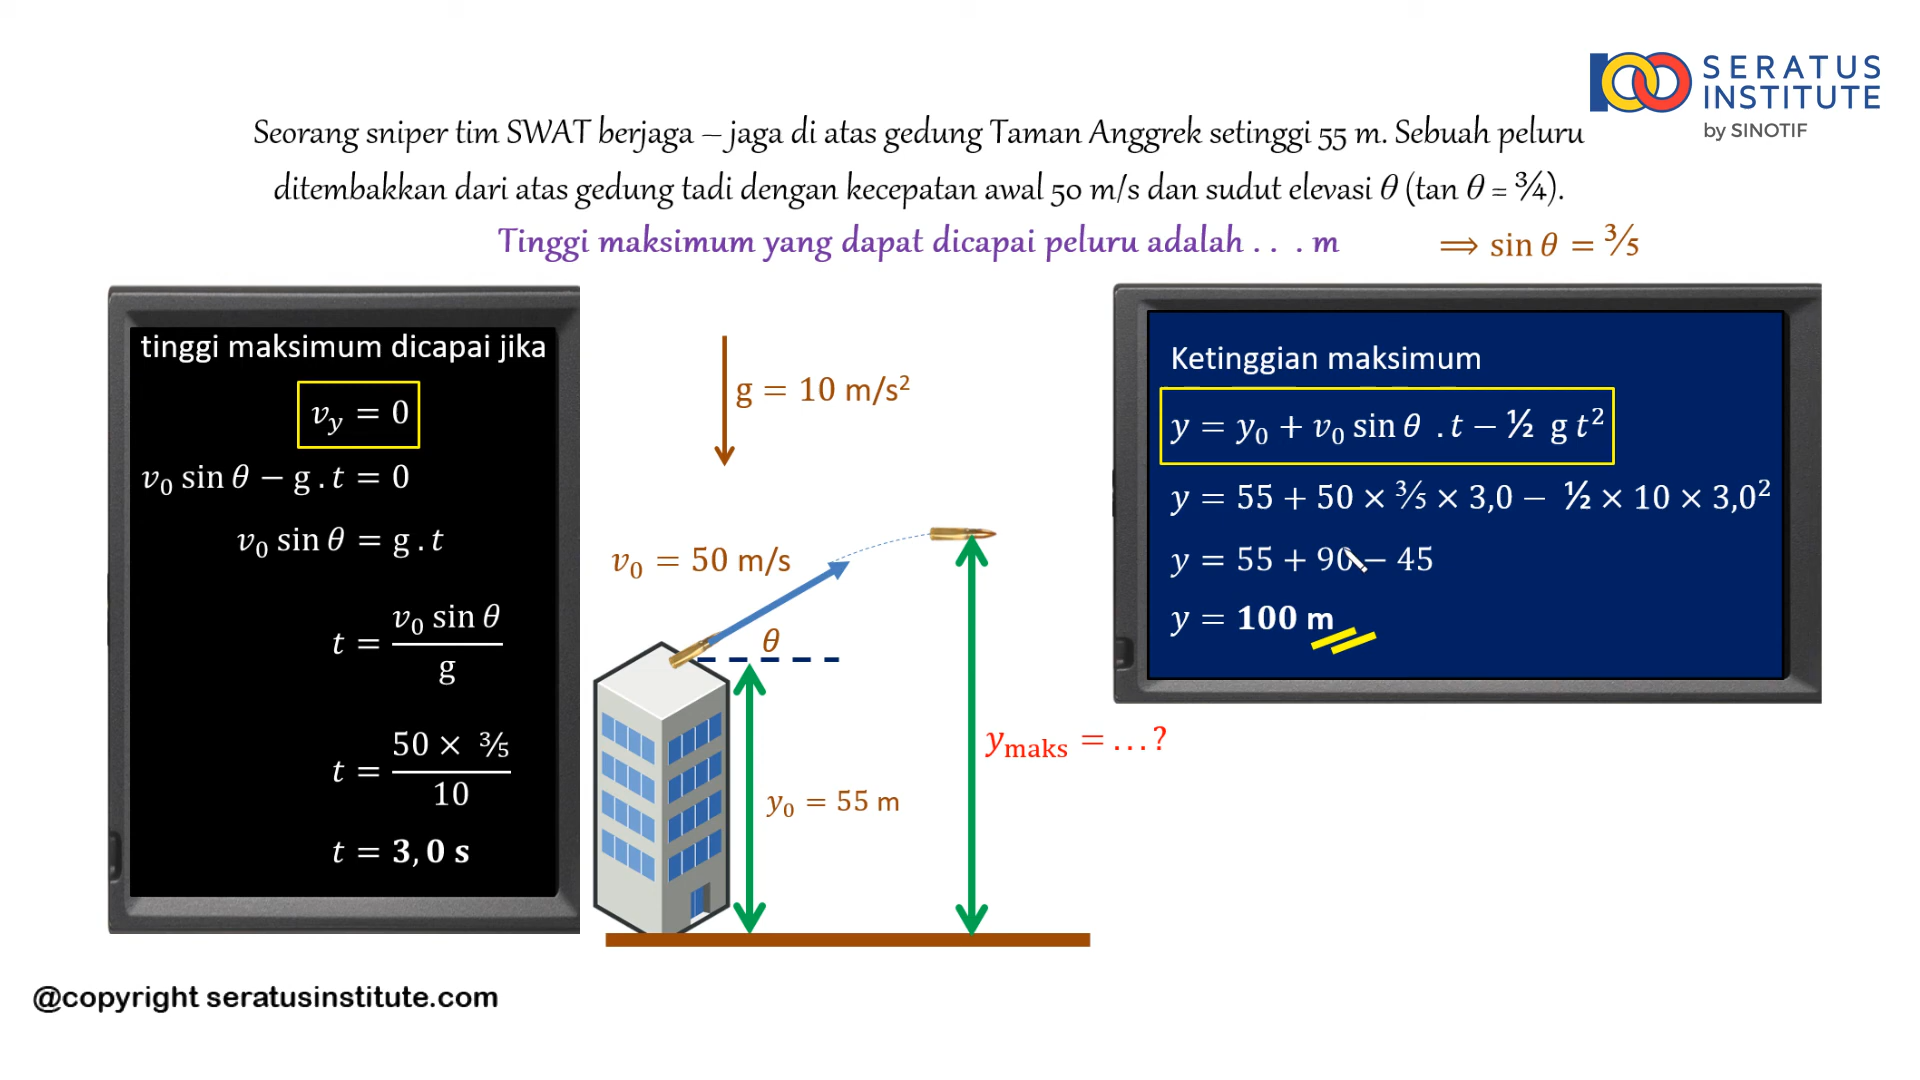 SERATUS
INSTITUTE
by SINOTIF
Seorang sniper tim SWAT berjaga – jaga di atas gedung Taman Anggrek setinggi 55 m. Sebuah peluru
ditembakkan dari atas gedung tadi dengan kecepatan awal 50 m/s dan sudut elevasi θ (tan θ = ¾).
Tinggi maksimum yang dapat dicapai peluru adalah . . . m
⟹ sin θ = ⅗
tinggi maksimum dicapai jika
v_y = 0
v₀ sin θ − g . t = 0
v₀ sin θ = g . t
t = (v₀ sin θ)/g
t = (50 × ⅗)/10
t = 3,0 s
g = 10 m/s²
v₀ = 50 m/s
θ
y₀ = 55 m
y_maks = …?
Ketinggian maksimum
y = y₀ + v₀ sin θ . t − ½ g t²
y = 55 + 50 × ⅗ × 3,0 − ½ × 10 × 3,0²
y = 55 + 90 − 45
y = 100 m
@copyright seratusinstitute.com